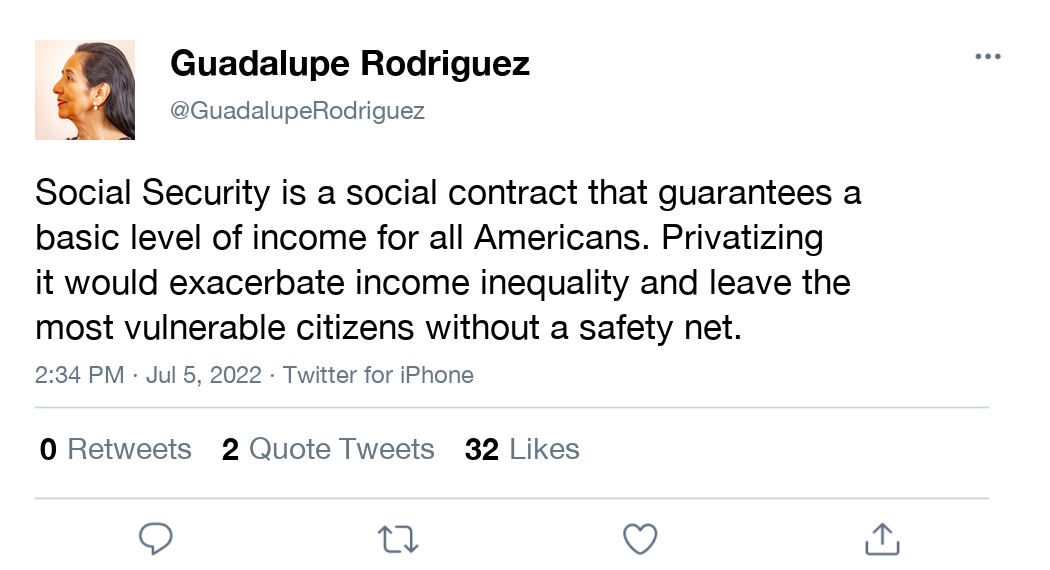 Guadalupe Rodriguez
@GuadalupeRodriguez
Social Security is a social contract that guarantees a
basic level of income for all Americans. Privatizing
it would exacerbate income inequality and leave the
most vulnerable citizens without a safety net.
2:34 PM · Jul 5, 2022 · Twitter for iPhone
0 Retweets 2 Quote Tweets 32 Likes